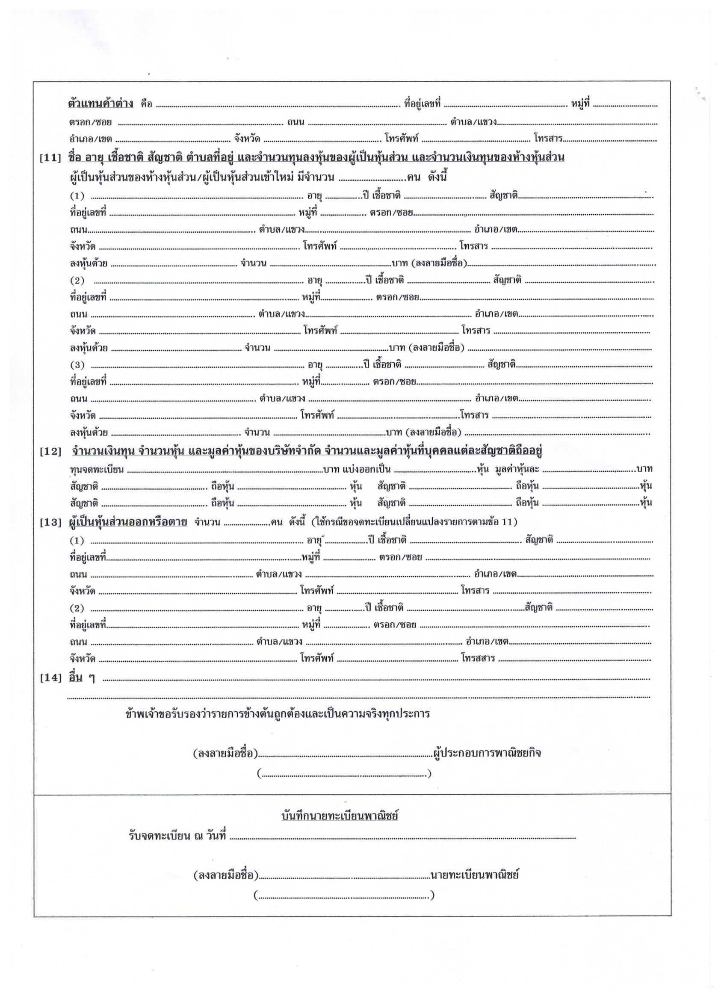 ตัวแทนค้าต่าง คือ ........................ ที่อยู่เลขที่ ........................ หมู่ที่ ........................
ตรอก/ซอย ........................ ถนน ........................ ตำบล/แขวง........................
อำเภอ/เขต ........................ จังหวัด ........................ โทรศัพท์ ........................ โทรสาร........................
[11] ชื่อ อายุ เชื้อชาติ สัญชาติ ตำบลที่อยู่ และจำนวนทุนลงหุ้นของผู้เป็นหุ้นส่วน และจำนวนเงินทุนของห้างหุ้นส่วน
ผู้เป็นหุ้นส่วนของห้างหุ้นส่วน/ผู้เป็นหุ้นส่วนเข้าใหม่ มีจำนวน ........................คน ดังนี้
(1) ........................ อายุ ................ปี เชื้อชาติ ........................ สัญชาติ........................
ที่อยู่เลขที่ ........................ หมู่ที่ ................ ตรอก/ซอย........................
ถนน........................ ตำบล/แขวง........................ อำเภอ/เขต........................
จังหวัด ........................ โทรศัพท์ ........................ โทรสาร ........................
ลงหุ้นด้วย ........................ จำนวน ........................บาท (ลงลายมือชื่อ)........................
(2) ........................ อายุ ................ปี เชื้อชาติ ........................ สัญชาติ ........................
ที่อยู่เลขที่ ........................ หมู่ที่................ ตรอก/ซอย........................
ถนน ........................ ตำบล/แขวง........................ อำเภอ/เขต........................
จังหวัด ........................ โทรศัพท์ ........................ โทรสาร ........................
ลงหุ้นด้วย ........................ จำนวน ........................บาท (ลงลายมือชื่อ) ........................
(3) ........................ อายุ ................ปี เชื้อชาติ ........................ สัญชาติ........................
ที่อยู่เลขที่ ........................ หมู่ที่................ ตรอก/ซอย........................
ถนน ........................ ตำบล/แขวง ........................ อำเภอ/เขต........................
จังหวัด ........................ โทรศัพท์ ........................โทรสาร ........................
ลงหุ้นด้วย ........................ จำนวน ........................บาท (ลงลายมือชื่อ) ........................
[12] จำนวนเงินทุน จำนวนหุ้น และมูลค่าหุ้นของบริษัทจำกัด จำนวนและมูลค่าหุ้นที่บุคคลแต่ละสัญชาติถืออยู่
ทุนจดทะเบียน ........................บาท แบ่งออกเป็น ........................หุ้น มูลค่าหุ้นละ ........................บาท
สัญชาติ ........................ ถือหุ้น ........................ หุ้น สัญชาติ ........................ ถือหุ้น ........................หุ้น
สัญชาติ ........................ ถือหุ้น ........................ หุ้น สัญชาติ ........................ ถือหุ้น ........................หุ้น
[13] ผู้เป็นหุ้นส่วนออกหรือตาย จำนวน ................คน ดังนี้ (ใช้กรณีขอจดทะเบียนเปลี่ยนแปลงรายการตามข้อ 11)
(1) ........................ อายุ ................ปี เชื้อชาติ ........................ สัญชาติ ........................
ที่อยู่เลขที่........................หมู่ที่ ................ ตรอก/ซอย ........................
ถนน ........................ ตำบล/แขวง ........................ อำเภอ/เขต........................
จังหวัด ........................ โทรศัพท์ ........................ โทรสาร ........................
(2) ........................ อายุ ................ปี เชื้อชาติ ........................สัญชาติ ........................
ที่อยู่เลขที่........................ หมู่ที่ ................ ตรอก/ซอย ........................
ถนน ........................ ตำบล/แขวง ........................ อำเภอ/เขต........................
จังหวัด ........................ โทรศัพท์ ........................ โทรสสาร ........................
[14] อื่น ๆ ........................
........................
ข้าพเจ้าขอรับรองว่ารายการข้างต้นถูกต้องและเป็นความจริงทุกประการ
(ลงลายมือชื่อ)........................ผู้ประกอบการพาณิชยกิจ
(........................)
บันทึกนายทะเบียนพาณิชย์
รับจดทะเบียน ณ วันที่ ........................
(ลงลายมือชื่อ)........................นายทะเบียนพาณิชย์
(........................)